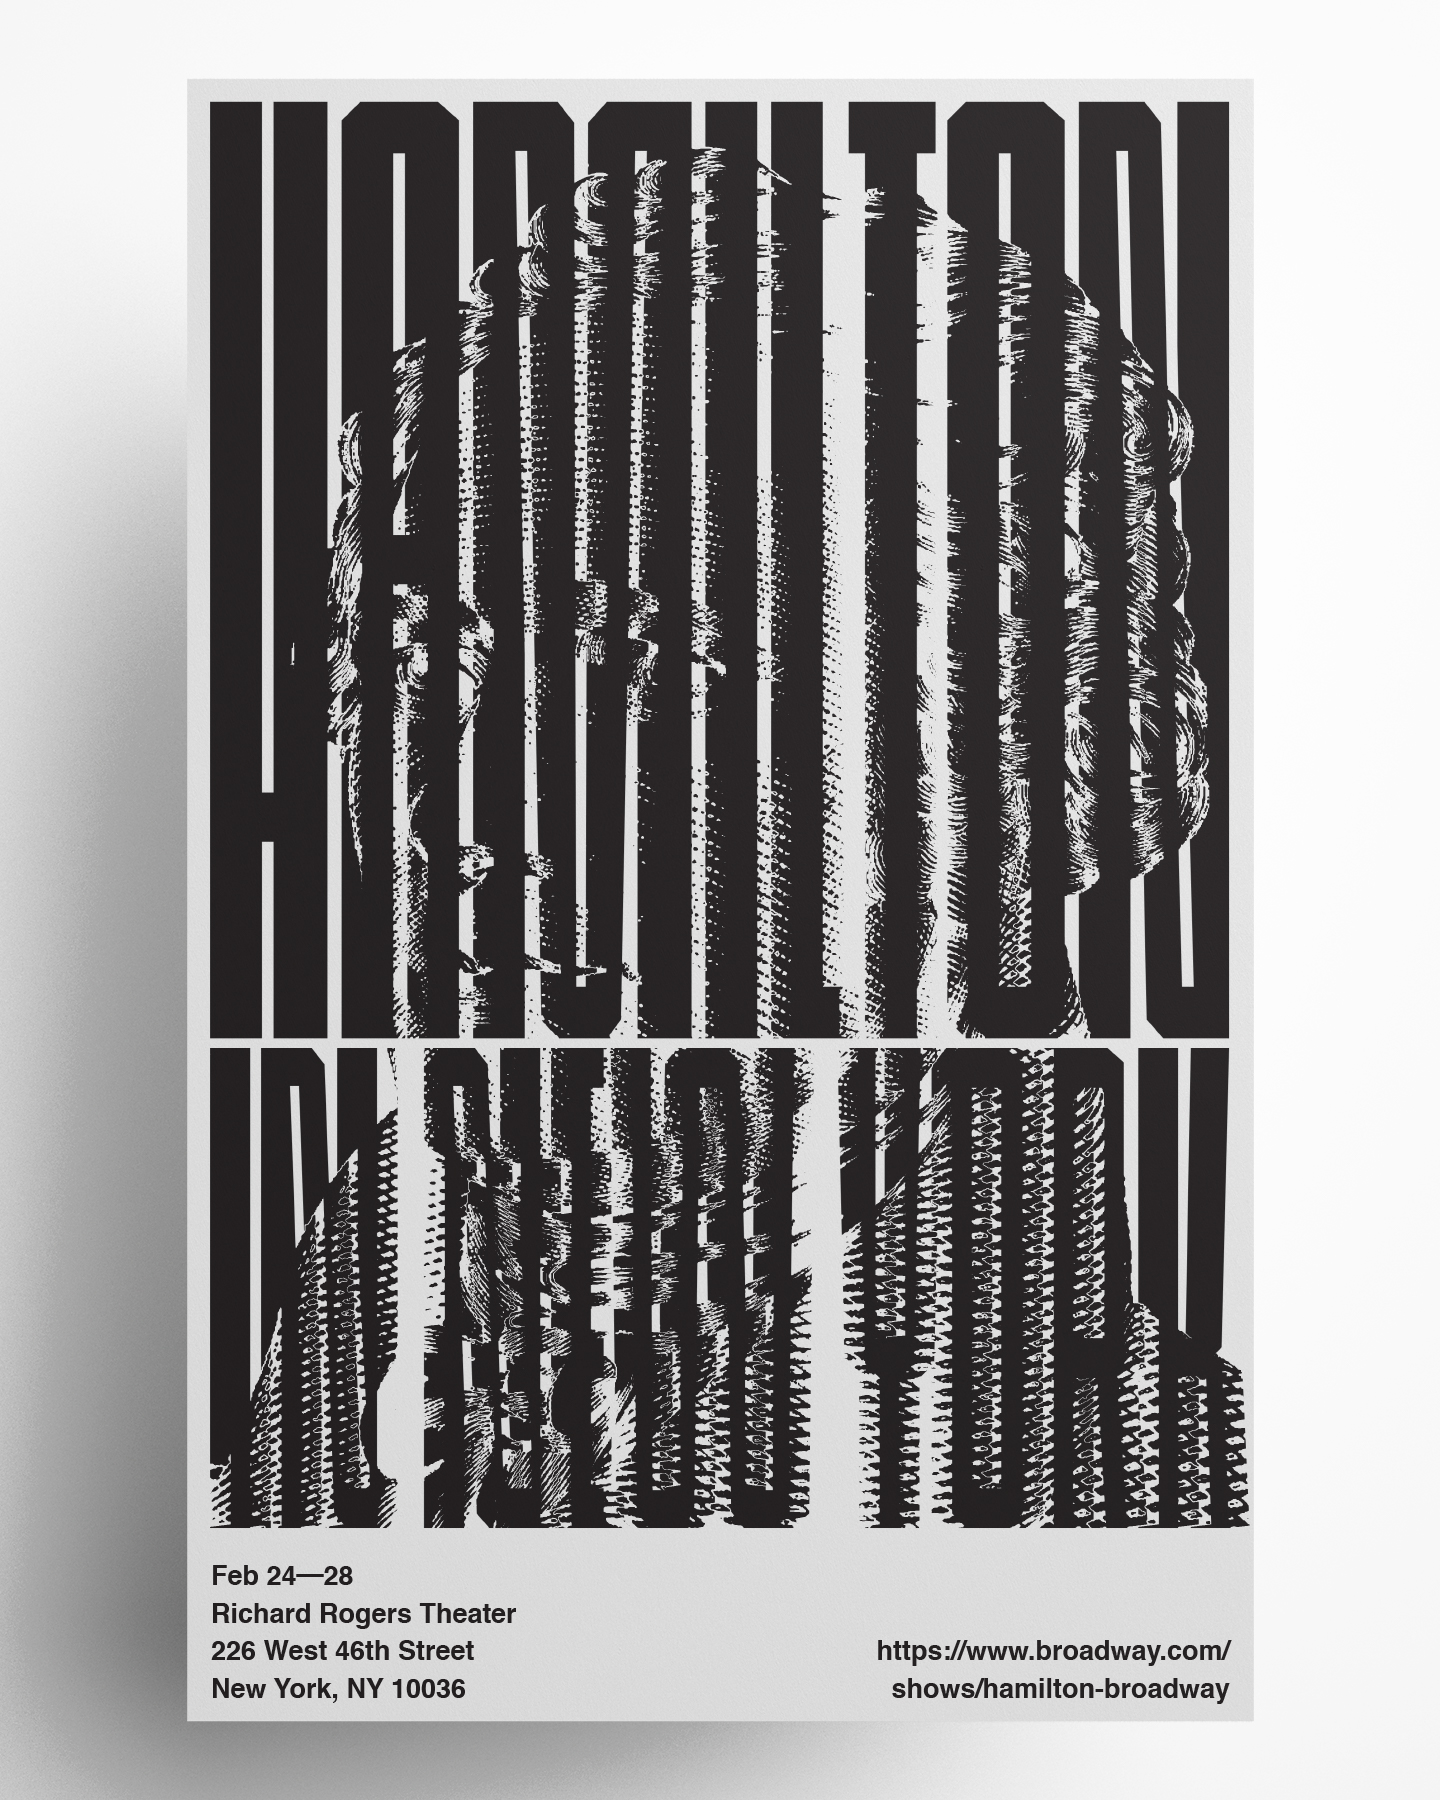 HAMILTON
IN NEW YORK
Feb 24—28
Richard Rogers Theater
226 West 46th Street
New York, NY 10036
https://www.broadway.com/
shows/hamilton-broadway